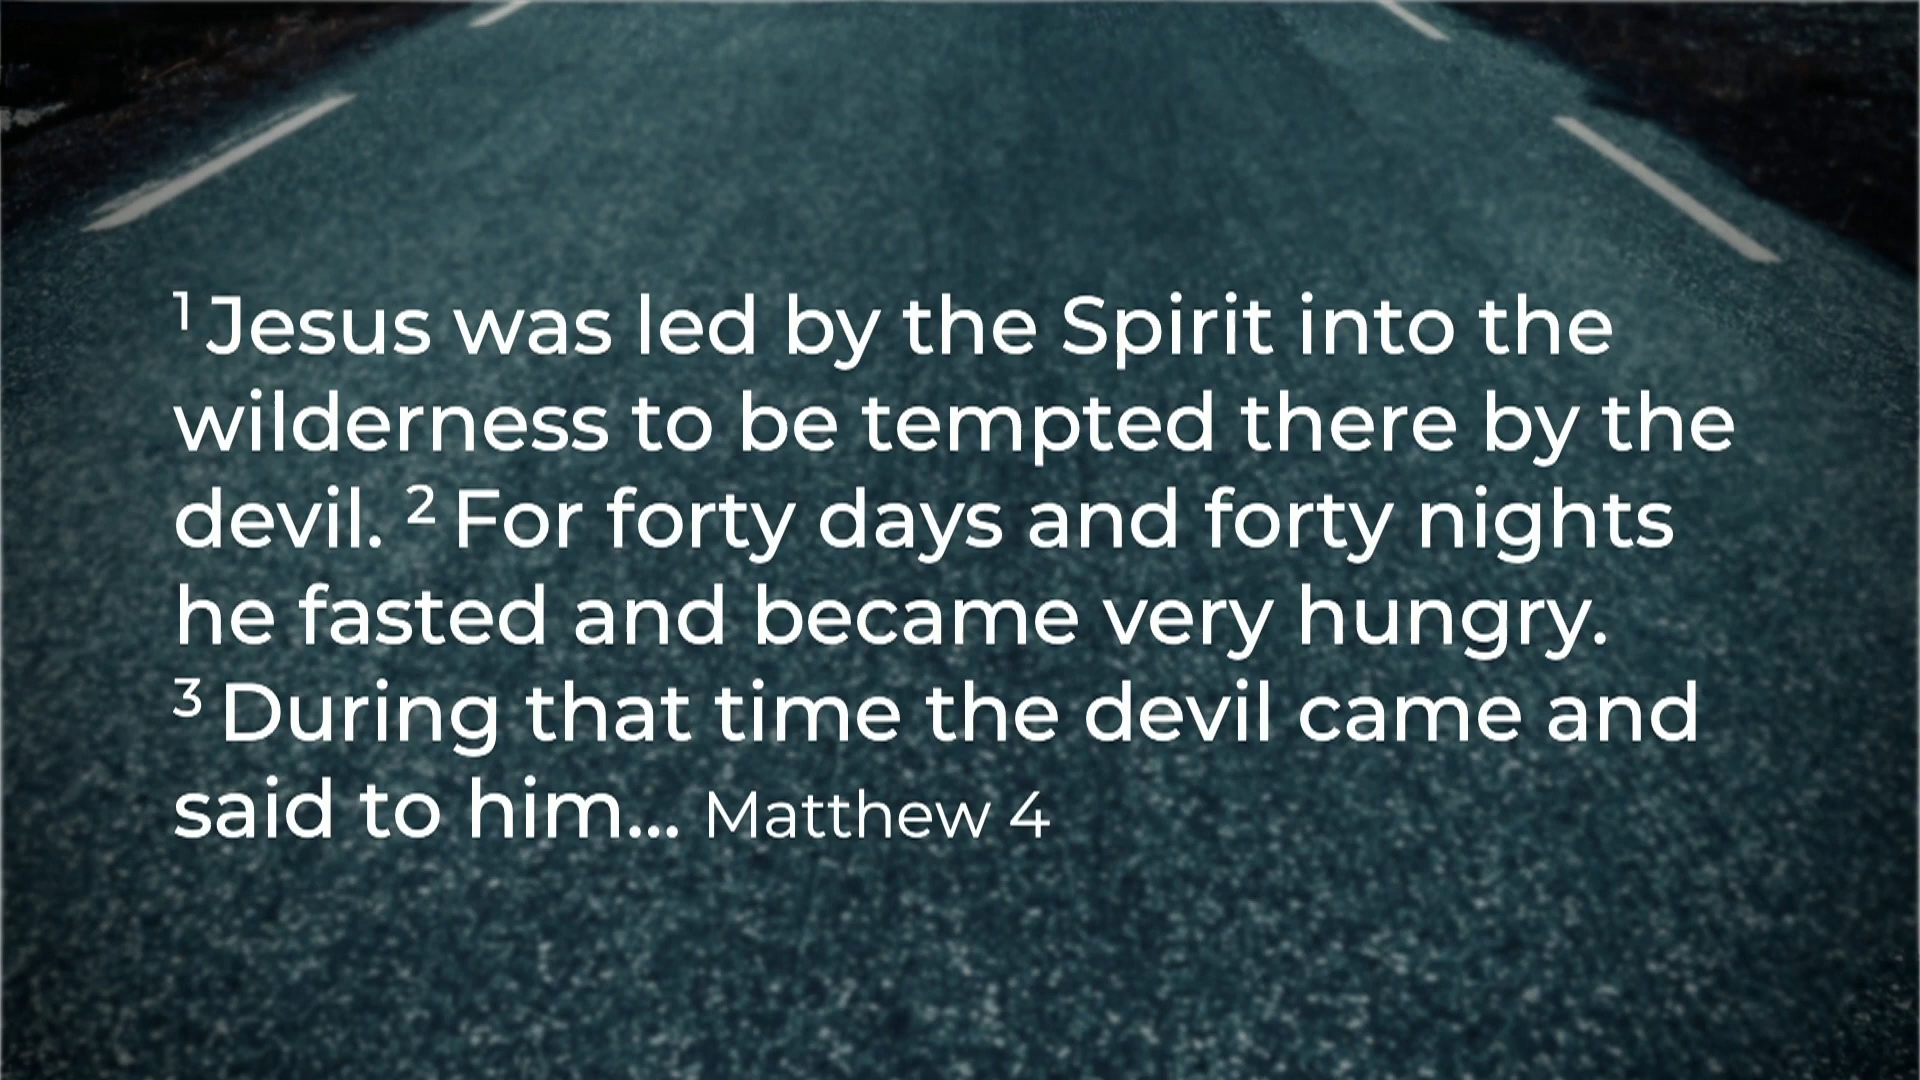 ¹ Jesus was led by the Spirit into the
wilderness to be tempted there by the
devil. ² For forty days and forty nights
he fasted and became very hungry.
³ During that time the devil came and
said to him... Matthew 4